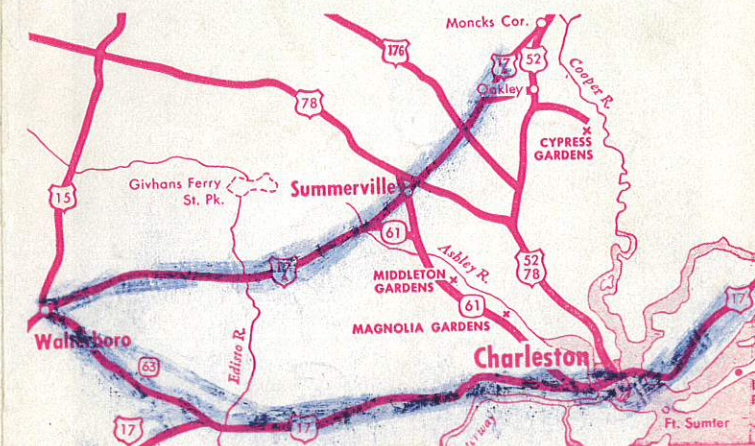 Moncks Cor.
176
17
A
52
Oakley
Cooper R.
78
CYPRESS
GARDENS
15
Givhans Ferry
St. Pk.
Summerville
61
Ashley R.
52
78
17
A
MIDDLETON
GARDENS
61
17
MAGNOLIA GARDENS
Walterboro
Edisto R.
63
Charleston
17
17
Ft. Sumter